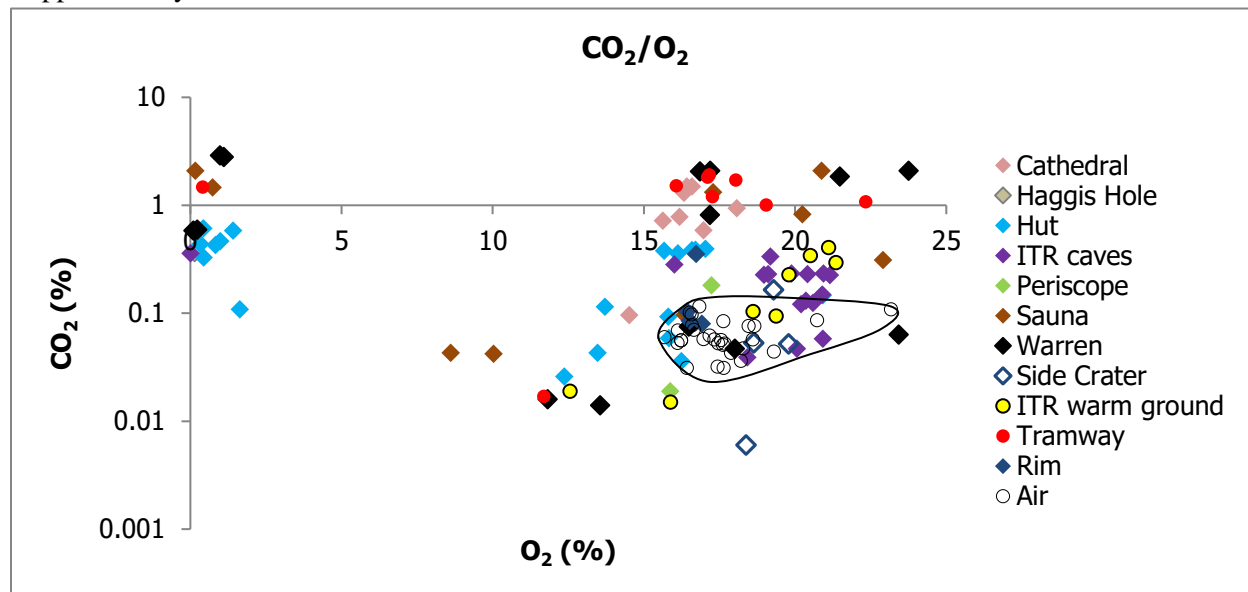 CO₂/O₂
10
1
0.1
0.01
0.001
0
5
10
15
20
25
CO₂ (%)
O₂ (%)
Cathedral
Haggis Hole
Hut
ITR caves
Periscope
Sauna
Warren
Side Crater
ITR warm ground
Tramway
Rim
Air